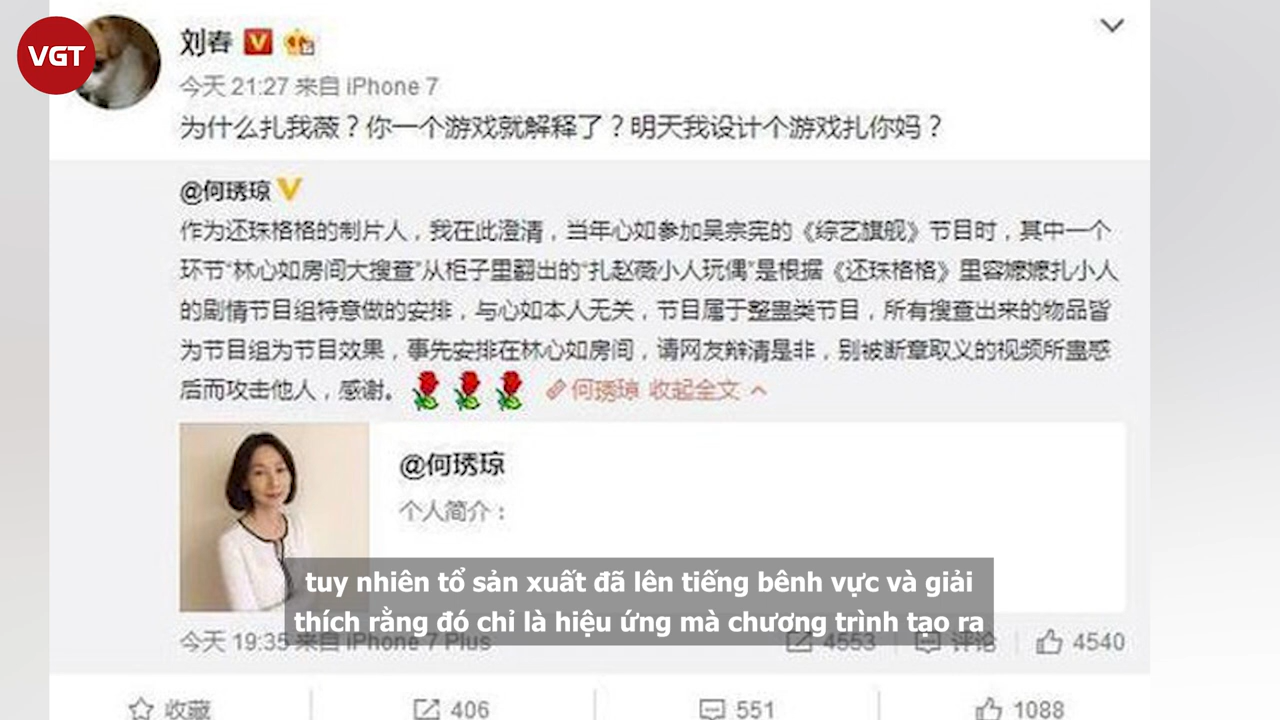 VGT
刘春
今天 21:27 来自 iPhone 7
为什么扎我薇？你一个游戏就解释了？明天我设计个游戏扎你妈？
@何琇琼
作为还珠格格的制片人，我在此澄清，当年心如参加吴宗宪的《综艺旗舰》节目时，其中一个
环节“林心如房间大搜查”从柜子里翻出的“扎赵薇小人玩偶”是根据《还珠格格》里容嬷嬷扎小人
的剧情节目组特意做的安排，与心如本人无关，节目属于整蛊类节目，所有搜查出来的物品皆
为节目组为节目效果，事先安排在林心如房间，请网友辩清是非，别被断章取义的视频所蛊惑
后而攻击他人，感谢。 何琇琼 收起全文
@何琇琼
个人简介：
tuy nhiên tổ sản xuất đã lên tiếng bênh vực và giải
thích rằng đó chỉ là hiệu ứng mà chương trình tạo ra
今天 19:35 来自 iPhone 7 Plus 4553 评论 4540
收藏 406 551 1088